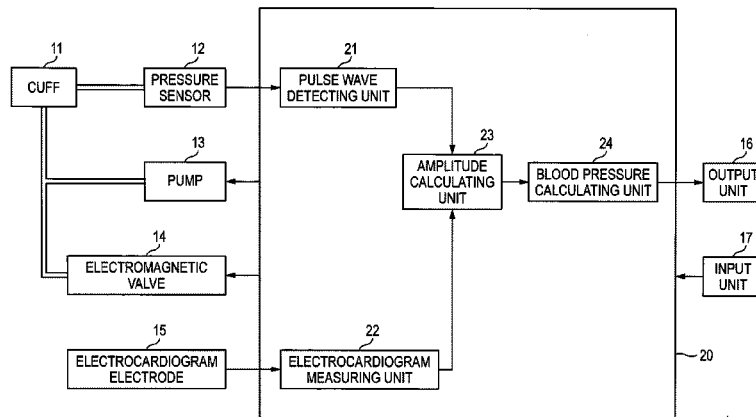 11
CUFF
12
PRESSURE
SENSOR
21
PULSE WAVE
DETECTING UNIT
13
PUMP
23
AMPLITUDE
CALCULATING
UNIT
24
BLOOD PRESSURE
CALCULATING UNIT
16
OUTPUT
UNIT
14
ELECTROMAGNETIC
VALVE
17
INPUT
UNIT
15
ELECTROCARDIOGRAM
ELECTRODE
22
ELECTROCARDIOGRAM
MEASURING UNIT
20